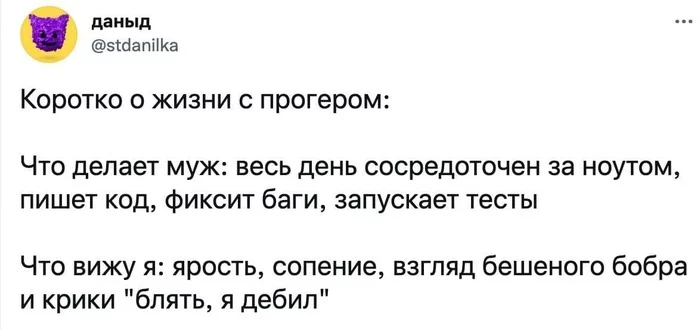 даныд
@stdanilka
Коротко о жизни с прогером:
Что делает муж: весь день сосредоточен за ноутом,
пишет код, фиксит баги, запускает тесты
Что вижу я: ярость, сопение, взгляд бешеного бобра
и крики "блять, я дебил"